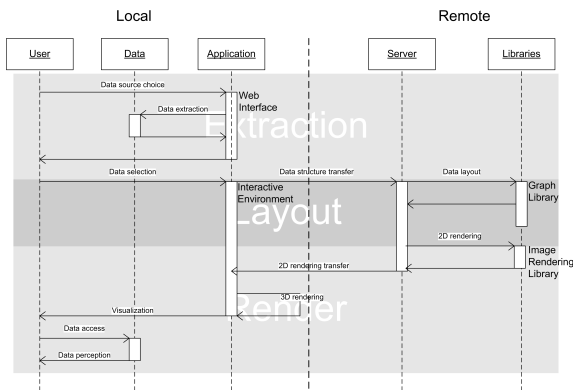 Local
Remote
User
Data
Application
Server
Libraries
Data source choice
Web
Interface
Data extraction
Extraction
Data selection
Data structure transfer
Data layout
Interactive
Environment
Graph
Library
Layout
2D rendering
Image
Rendering
Library
2D rendering transfer
3D rendering
Render
Visualization
Data access
Data perception